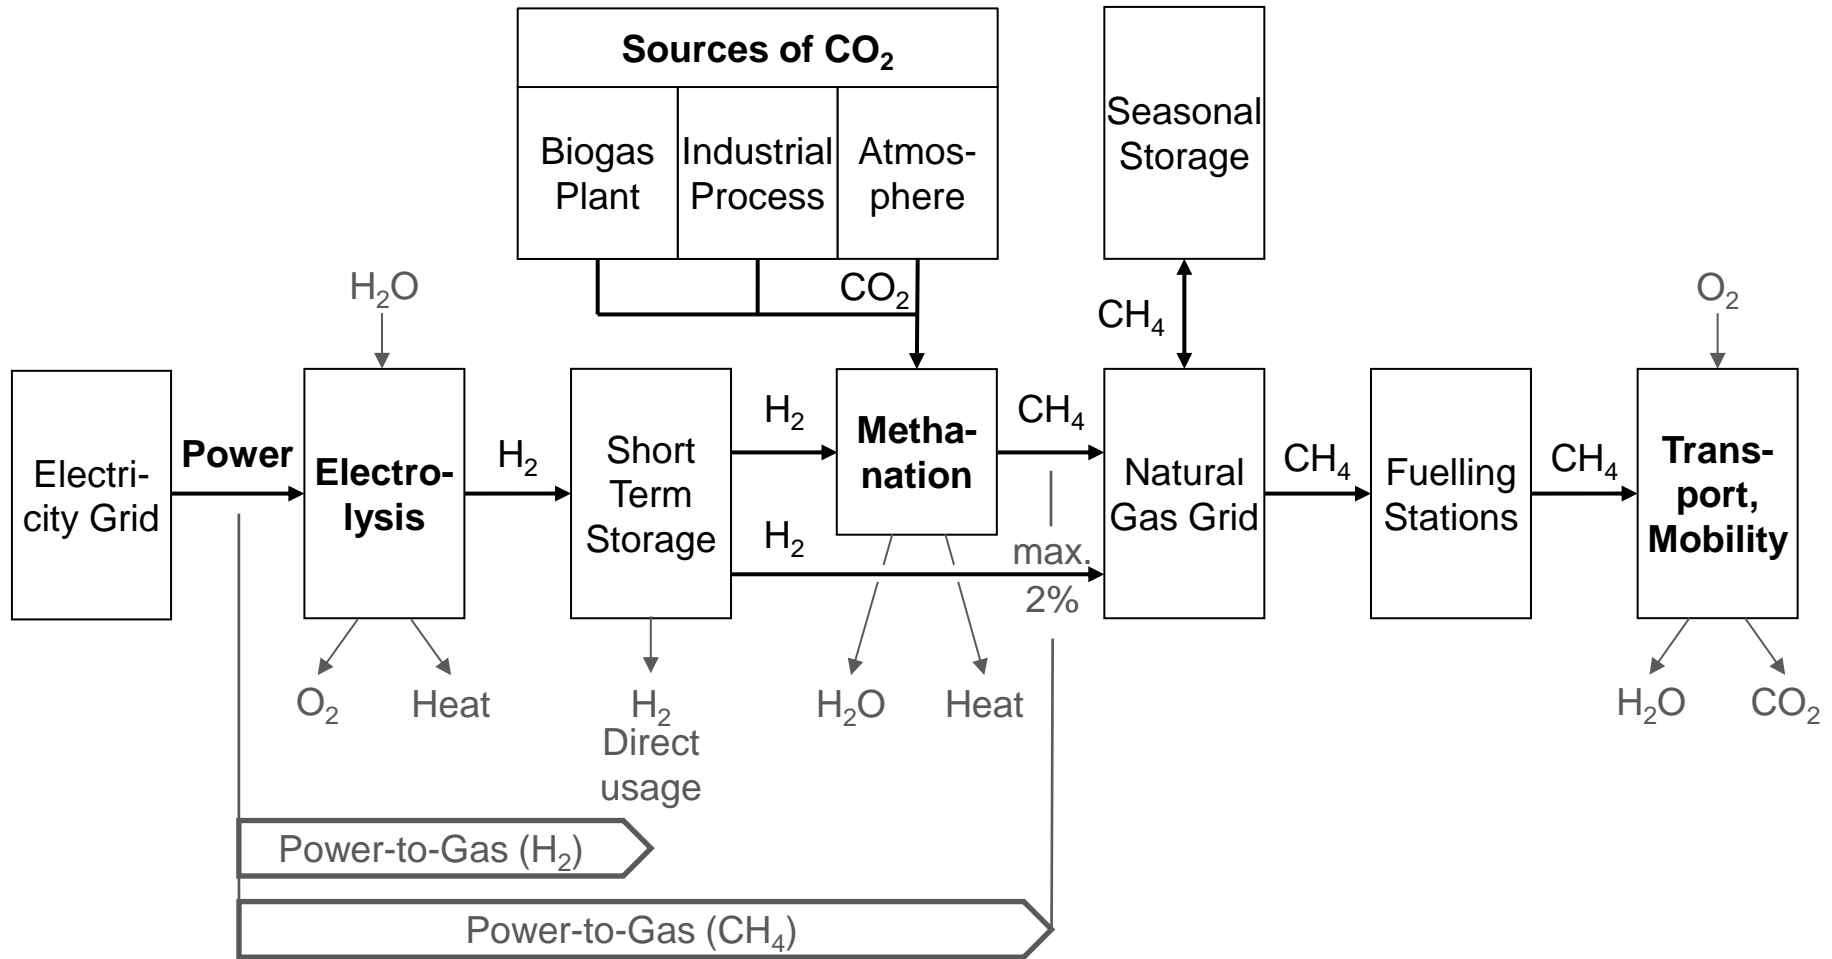 Sources of CO₂
Biogas
Plant
Industrial
Process
Atmos-
phere
Seasonal
Storage
H₂O
CO₂
CH₄
O₂
Electri-
city Grid
Power
Electro-
lysis
H₂
Short
Term
Storage
H₂
H₂
Metha-
nation
CH₄
max.
2%
Natural
Gas Grid
CH₄
Fuelling
Stations
CH₄
Trans-
port,
Mobility
O₂
Heat
H₂
Direct
usage
H₂O
Heat
H₂O
CO₂
Power-to-Gas (H₂)
Power-to-Gas (CH₄)